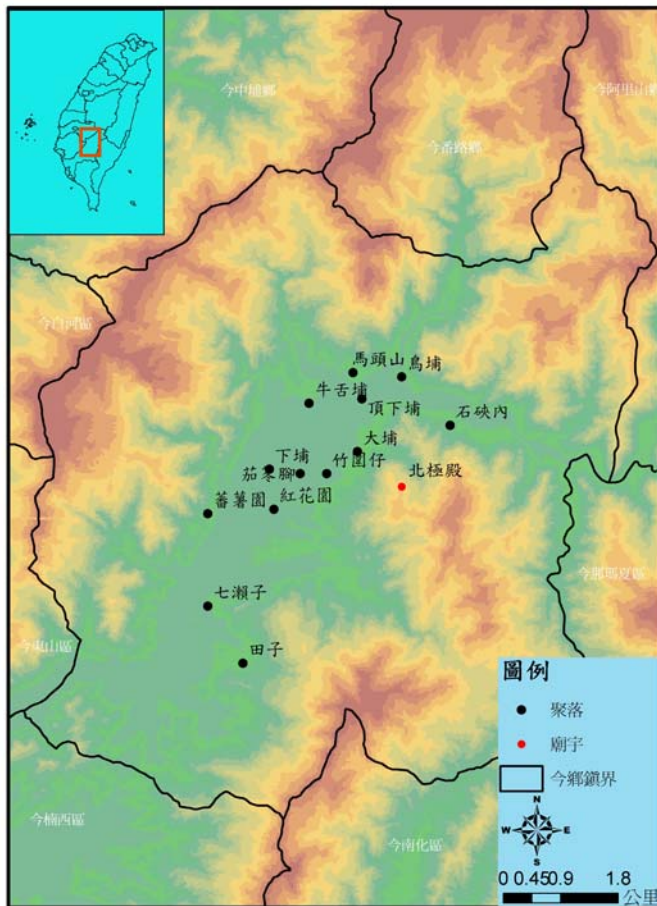 今中埔鄉
今阿里山鄉
今番路鄉
今白河區
馬頭山
鳥埔
牛舌埔
頂下埔
石硤內
大埔
下埔
竹圍仔
茄苳腳
北極殿
蕃薯園
紅花園
今那瑪夏區
七瀨子
今東山區
田子
圖例
聚落
廟宇
今鄉鎮界
N
W
E
S
今楠西區
今南化區
0 0.45 0.9 1.8
公里